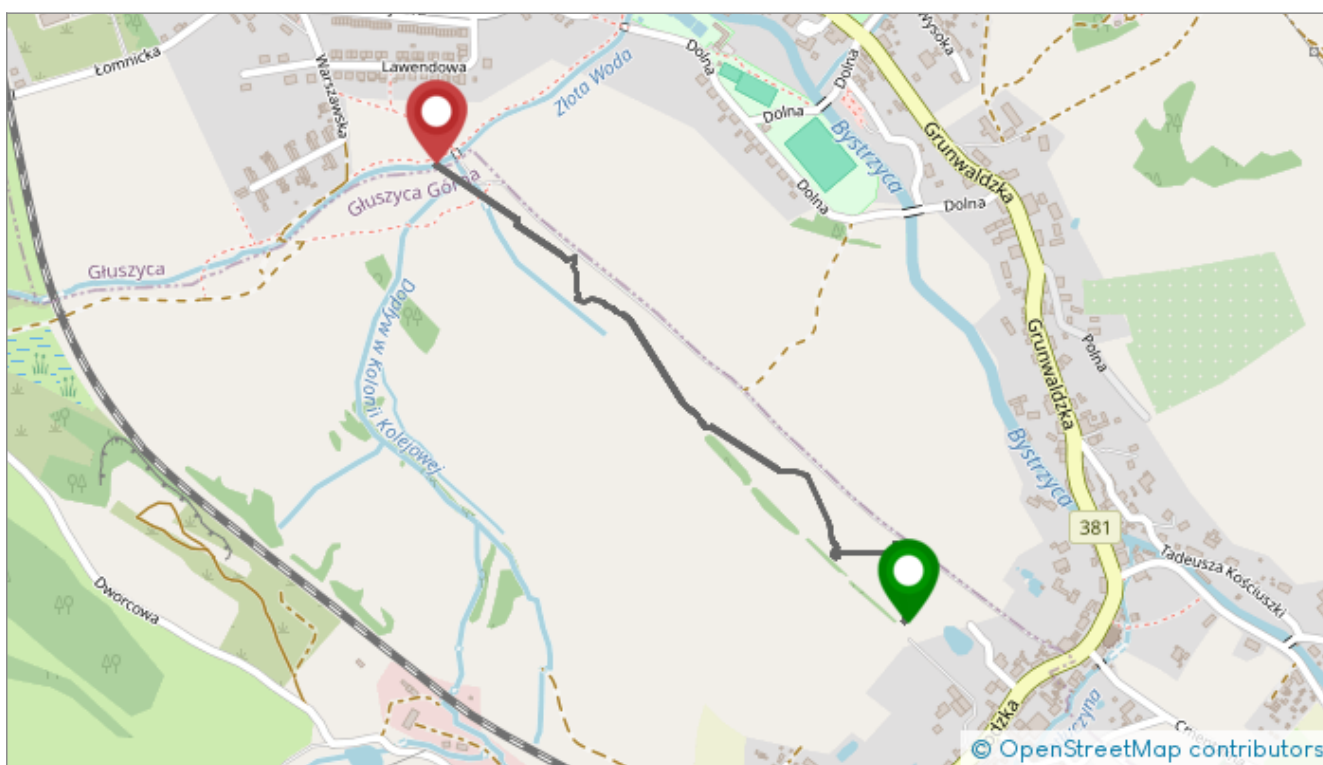 Łomnicka
Warszawska
Lawendowa
Złota Woda
Dolna
Dolna
Dolna
Dolna
Dolna
Wysoka
Grunwaldzka
Bystrzyca
Głuszyca Górna
Głuszyca
Dopływ w Kolonii Kolejowej
Grunwaldzka
Polna
Bystrzyca
381
Tadeusza Kościuszki
Dworcowa
© OpenStreetMap contributors